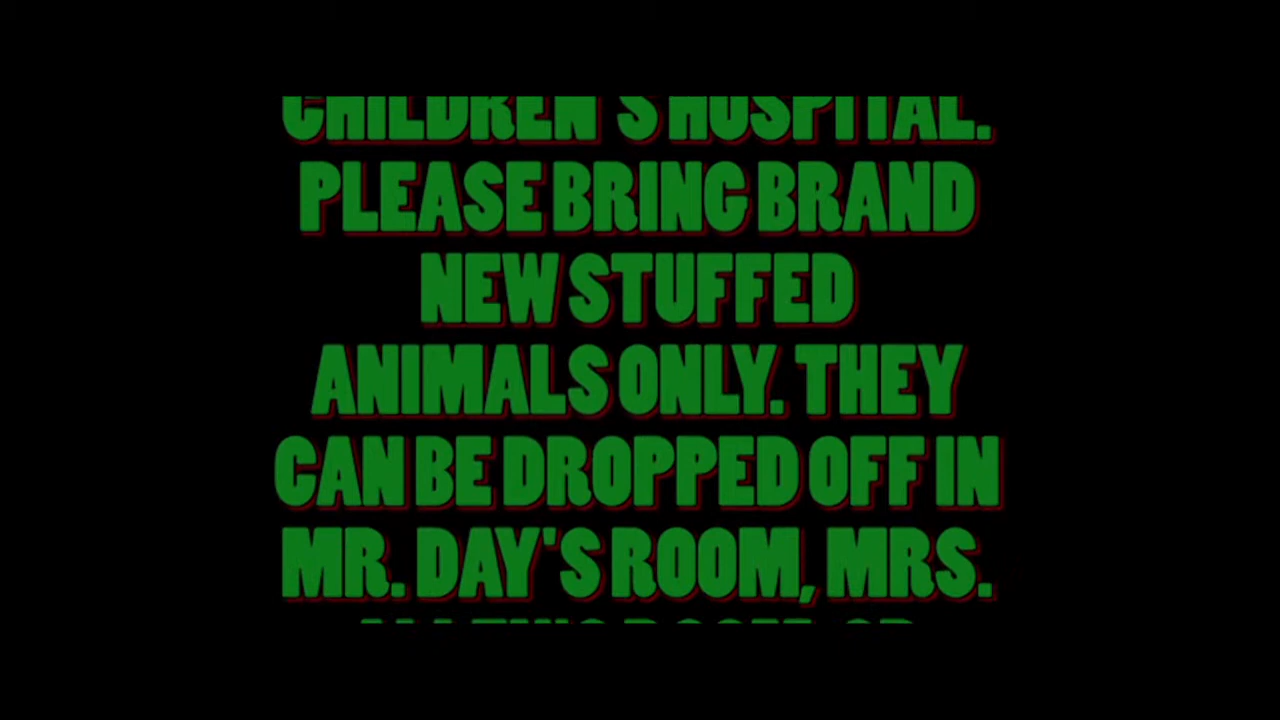 CHILDREN'S HOSPITAL.
PLEASE BRING BRAND
NEW STUFFED
ANIMALS ONLY. THEY
CAN BE DROPPED OFF IN
MR. DAY'S ROOM, MRS.